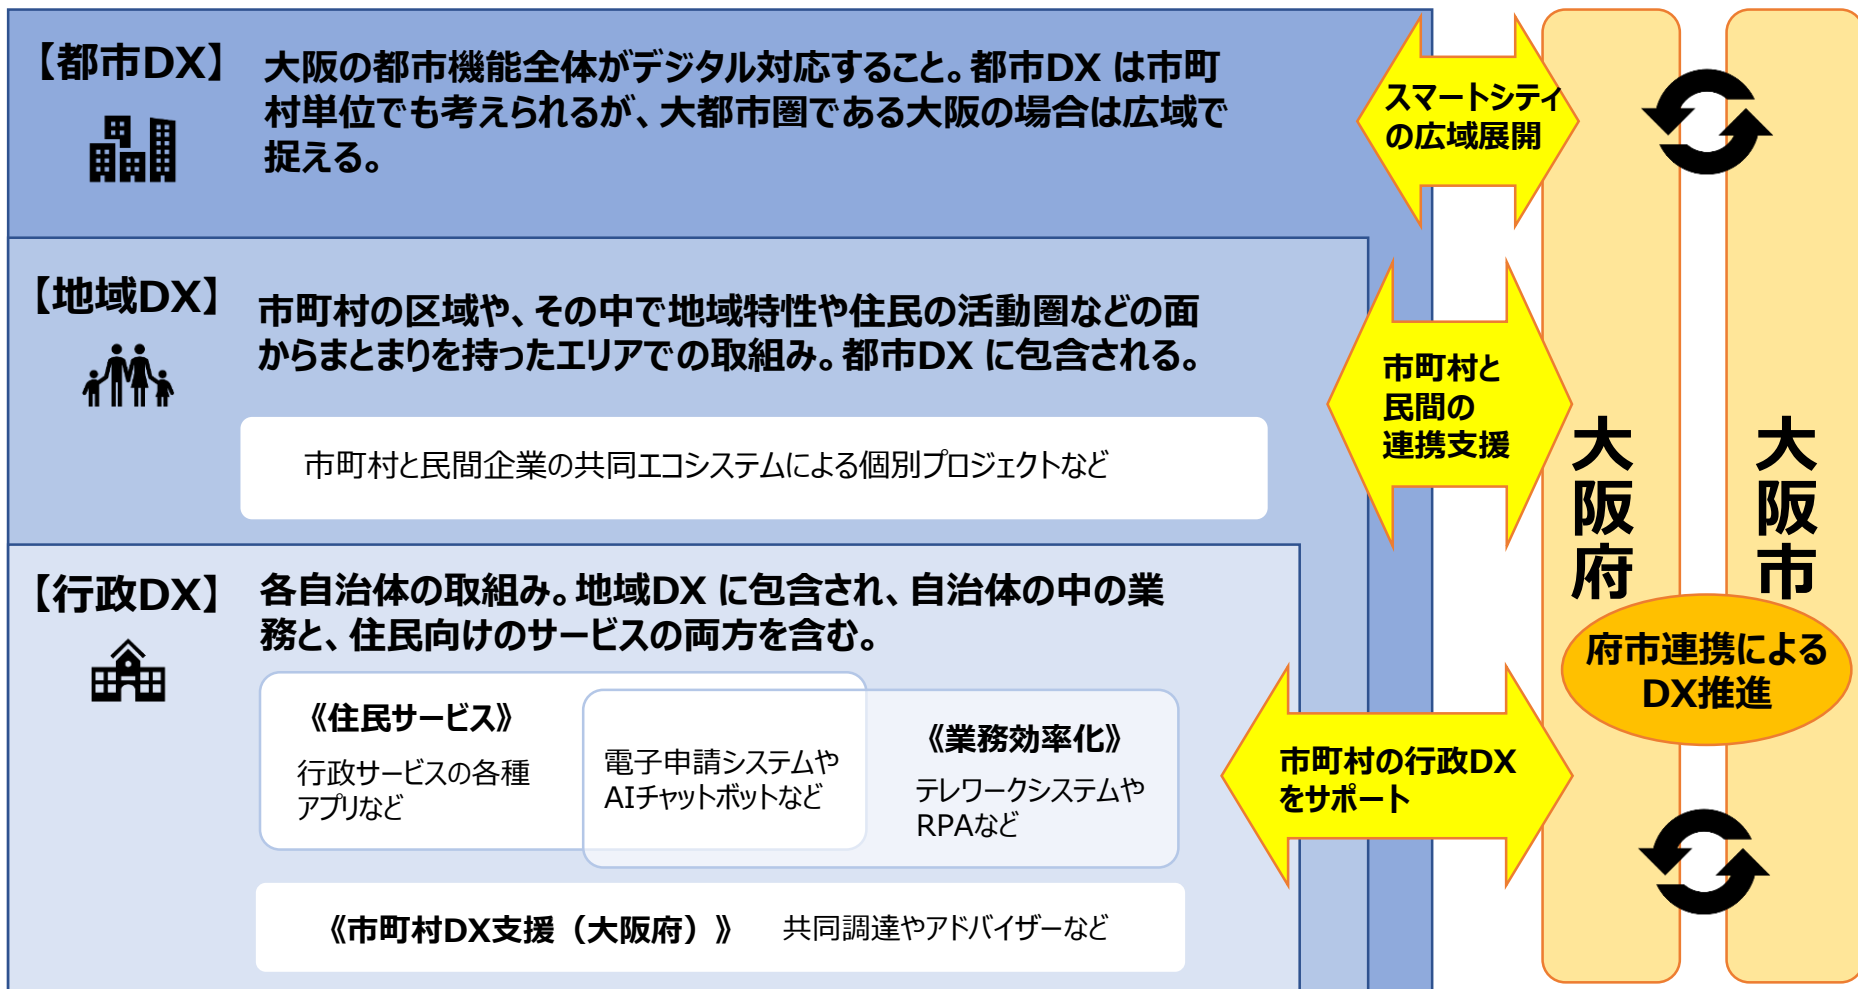 【都市DX】
大阪の都市機能全体がデジタル対応すること。都市DX は市町
村単位でも考えられるが、大都市圏である大阪の場合は広域で
捉える。
スマートシティ
の広域展開
【地域DX】
市町村の区域や、その中で地域特性や住民の活動圏などの面
からまとまりを持ったエリアでの取組み。都市DX に包含される。
市町村と民間企業の共同エコシステムによる個別プロジェクトなど
市町村と
民間の
連携支援
【行政DX】
各自治体の取組み。地域DX に包含され、自治体の中の業
務と、住民向けのサービスの両方を含む。
《住民サービス》
行政サービスの各種
アプリなど
電子申請システムや
AIチャットボットなど
《業務効率化》
テレワークシステムや
RPAなど
《市町村DX支援（大阪府）》 共同調達やアドバイザーなど
市町村の行政DX
をサポート
大阪府
大阪市
府市連携による
DX推進